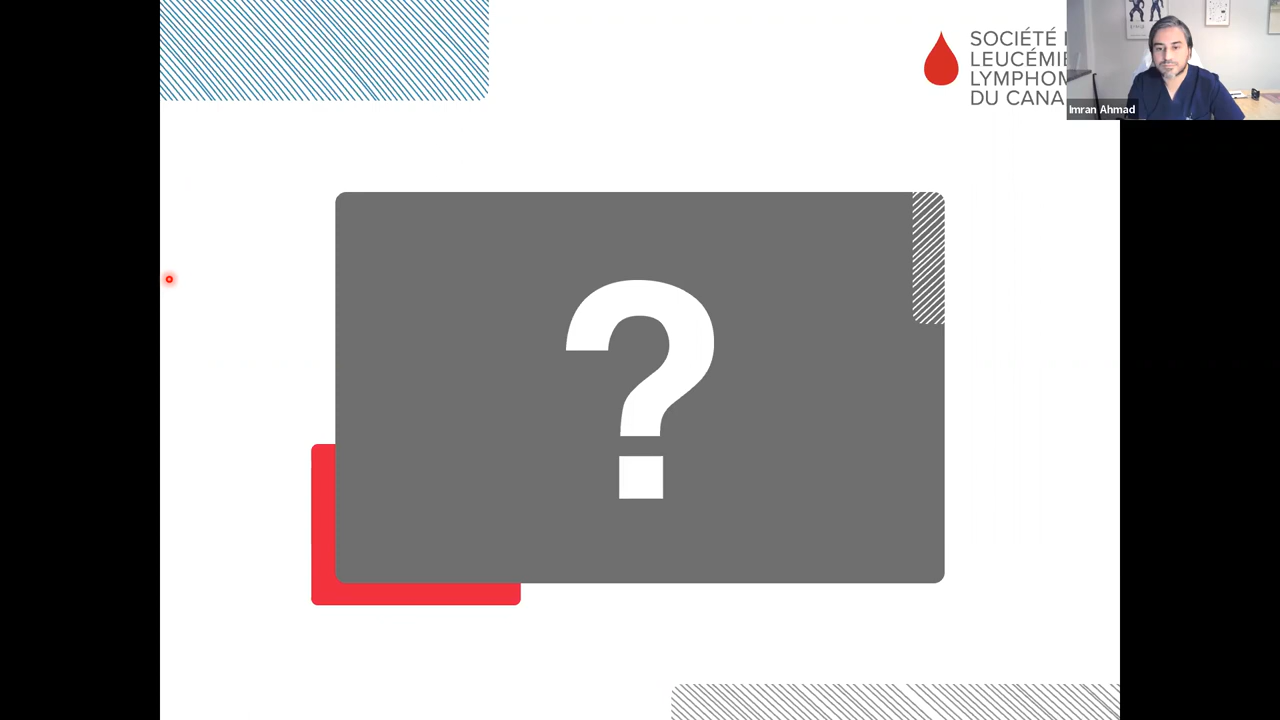 SOCIÉTÉ
LEUCÉMIE
LYMPHOM
DU CANA
Imran Ahmad
?